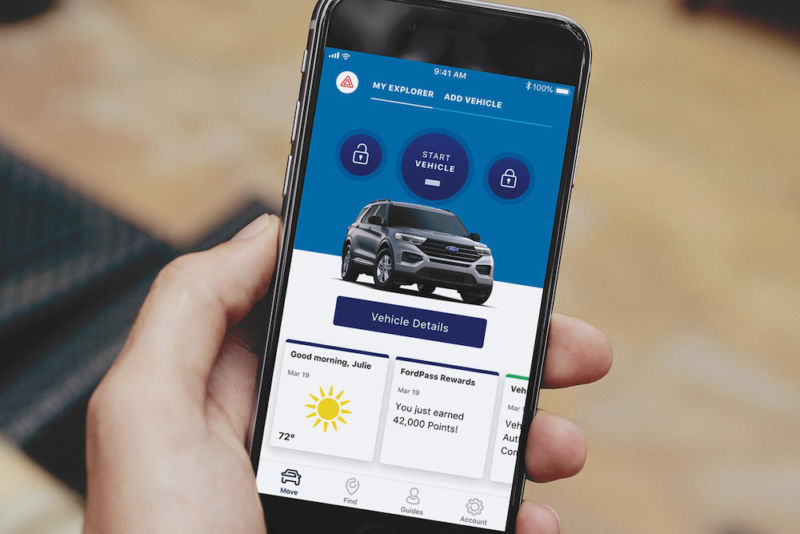 9:41 AM
100%
MY EXPLORER
ADD VEHICLE
START
VEHICLE
Ford
Vehicle Details
Good morning, Julie
Mar 19
72°
FordPass Rewards
Mar 19
You just earned
42,000 Points!
Veh
Mar 1
Veh
Aut
Con
Move
Find
Guides
Account